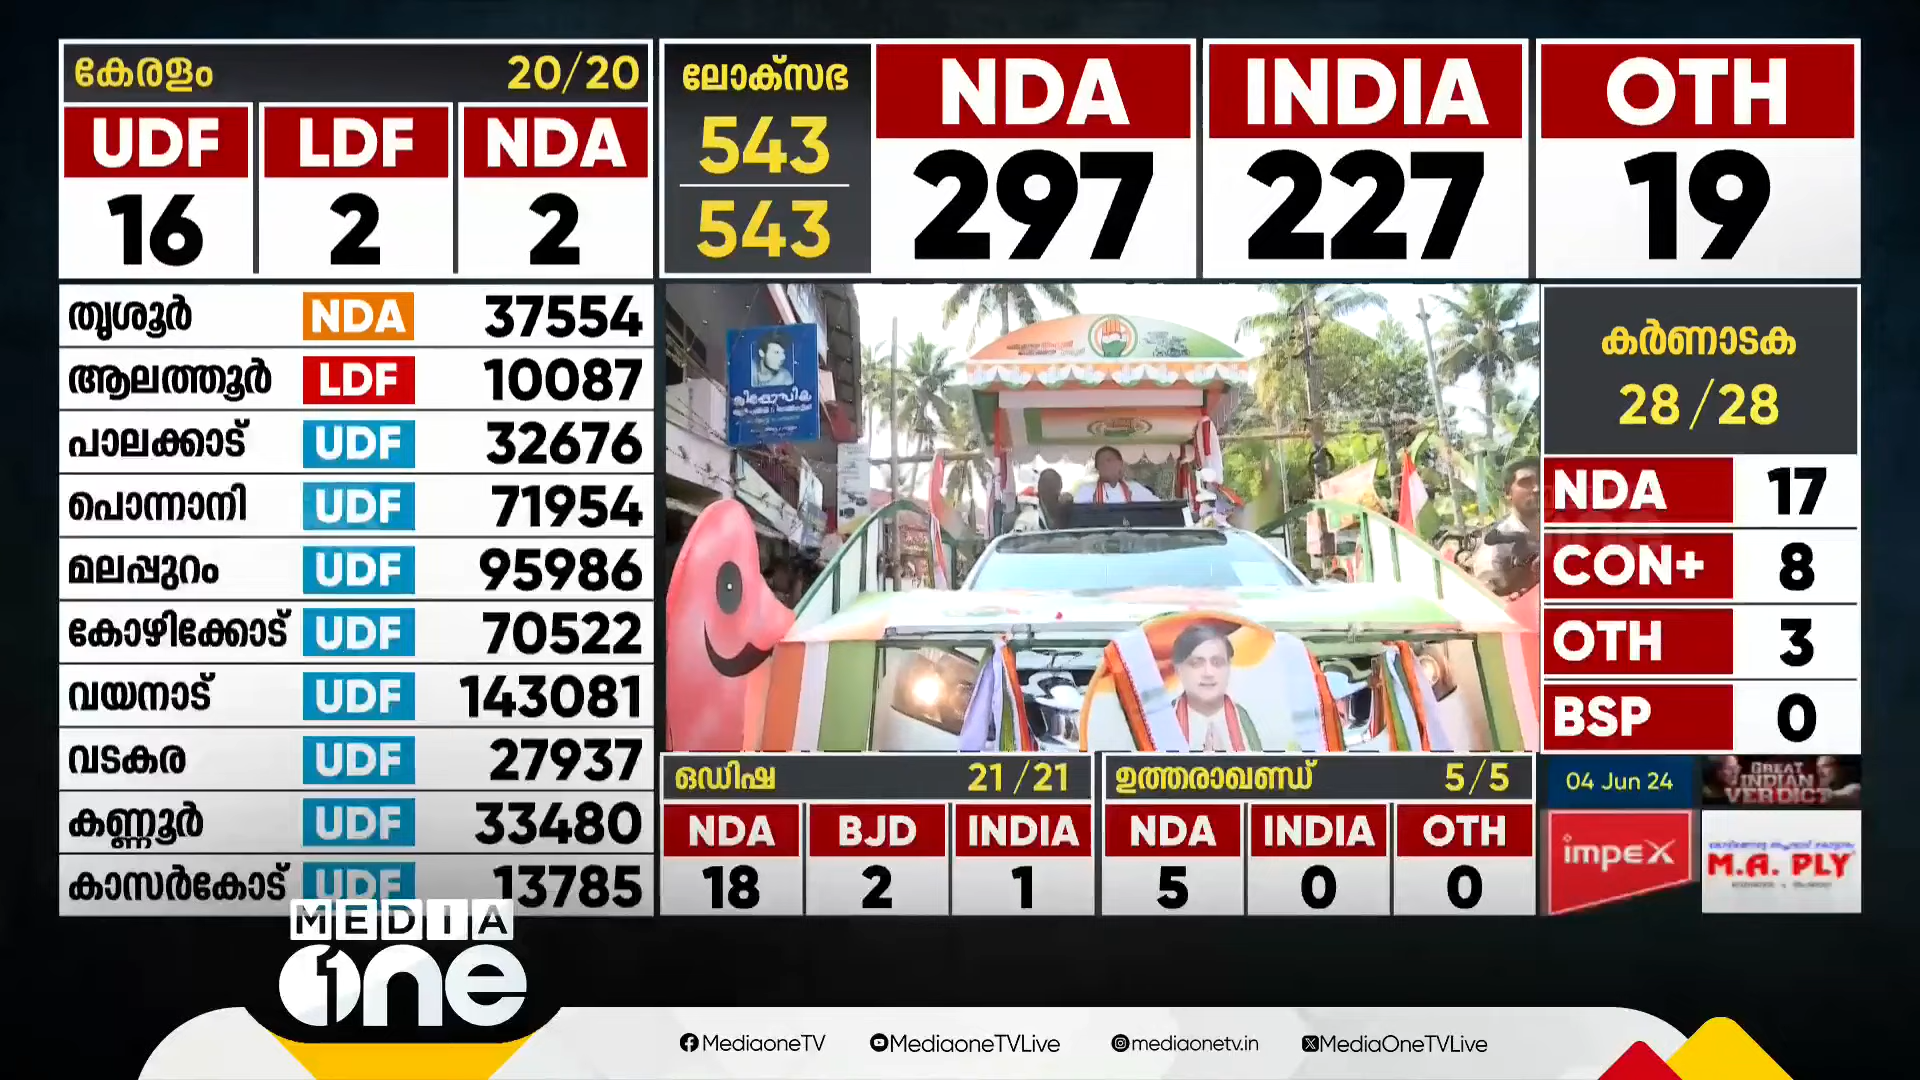 കേരളം 20/20
UDF LDF NDA
16 2 2
ലോക്സഭ
543
543
NDA INDIA OTH
297 227 19
തൃശൂർ NDA 37554
ആലത്തൂർ LDF 10087
പാലക്കാട് UDF 32676
പൊന്നാനി UDF 71954
മലപ്പുറം UDF 95986
കോഴിക്കോട് UDF 70522
വയനാട് UDF 143081
വടകര UDF 27937
കണ്ണൂർ UDF 33480
കാസർകോട് UDF 13785
കർണാടക
28/28
NDA 17
CON+ 8
OTH 3
BSP 0
ഒഡിഷ 21/21
NDA BJD INDIA
18 2 1
ഉത്തരാഖണ്ഡ് 5/5
NDA INDIA OTH
5 0 0
04 Jun 24
GREAT
INDIAN
VERDICT
impex
M.A. PLY
MEDIA
one
MediaoneTV MediaoneTVLive mediaonetv.in MediaOneTVLive